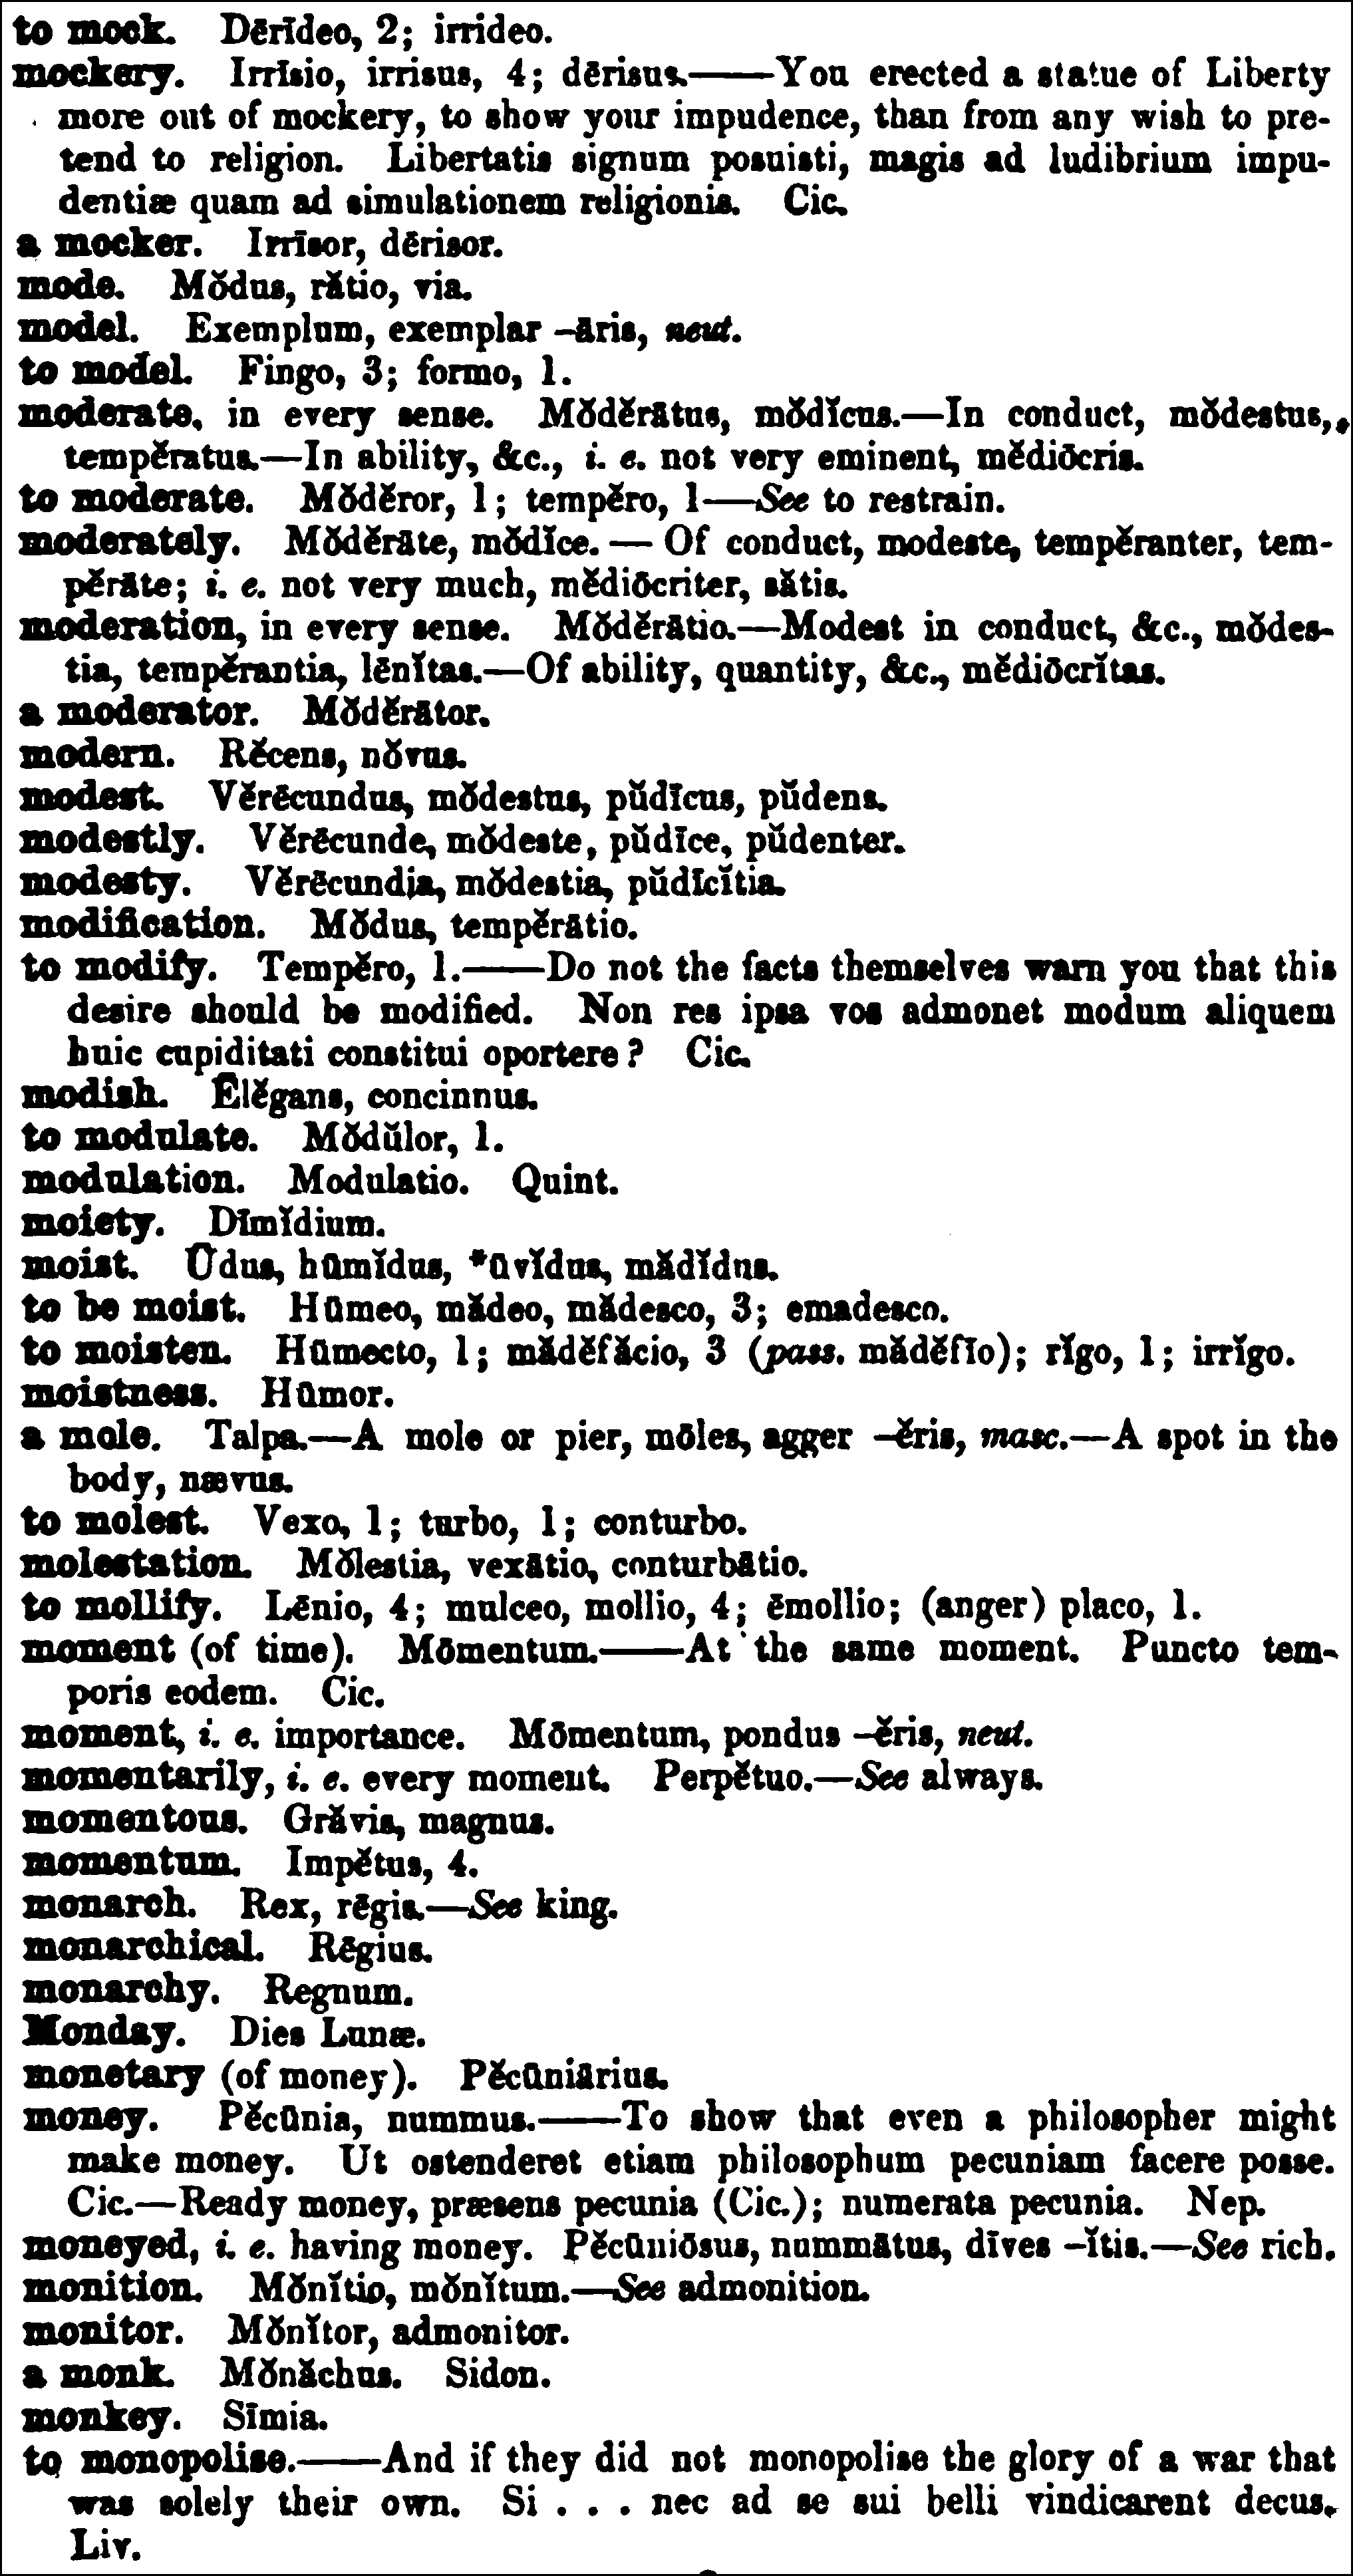 to mock. Dērīdeo, 2; irrideo.
mockery. Irrīsio, irrisus, 4; dērisus.——You erected a statue of Liberty
more out of mockery, to show your impudence, than from any wish to pre-
tend to religion. Libertatis signum posuisti, magis ad ludibrium impu-
dentiæ quam ad simulationem religionis. Cic.
a mocker. Irrīsor, dērisor.
mode. Mŏdus, rătio, via.
model. Exemplum, exemplar –āris, neut.
to model. Fingo, 3; formo, 1.
moderate, in every sense. Mŏdĕrātus, mŏdĭcus.—In conduct, mŏdestus,
tempĕratus.—In ability, &c., i. e. not very eminent, mĕdiōcris.
to moderate. Mŏdĕror, 1; tempĕro, 1—See to restrain.
moderately. Mŏdĕrāte, mŏdĭce.— Of conduct, modeste, tempĕranter, tem-
pĕrāte; i. e. not very much, mĕdiōcriter, sătis.
moderation, in every sense. Mŏdĕrātio.—Modest in conduct, &c., mŏdes-
tia, tempĕrantia, lēnĭtas.—Of ability, quantity, &c., mĕdiōcrĭtas.
a moderator. Mŏdĕrātor.
modern. Rĕcens, nŏvus.
modest. Vĕrēcundus, mŏdestus, pŭdīcus, pŭdens.
modestly. Vĕrēcunde, mŏdeste, pŭdīce, pŭdenter.
modesty. Vĕrēcundia, mŏdestia, pŭdīcĭtia.
modification. Mŏdus, tempĕrātio.
to modify. Tempĕro, 1.——Do not the facts themselves warn you that this
desire should be modified. Non res ipsa vos admonet modum aliquem
huic cupiditati constitui oportere? Cic.
modish. Ēlĕgans, concinnus.
to modulate. Mŏdŭlor, 1.
modulation. Modulatio. Quint.
moiety. Dīmĭdium.
moist. Ūdus, hūmĭdus, *ūvĭdus, mădĭdus.
to be moist. Hūmeo, mădeo, mădesco, 3; emadesco.
to moisten. Hūmecto, 1; mădĕfăcio, 3 (pass. mădĕfīo); rĭgo, 1; irrĭgo.
moistness. Hūmor.
a mole. Talpa.—A mole or pier, mōles, agger –ĕris, masc.—A spot in the
body, nævus.
to molest. Vexo, 1; turbo, 1; conturbo.
molestation. Mŏlestia, vexātio, conturbātio.
to mollify. Lēnio, 4; mulceo, mollio, 4; ēmollio; (anger) placo, 1.
moment (of time). Mōmentum.——At the same moment. Puncto tem-
poris eodem. Cic.
moment, i. e. importance. Mōmentum, pondus –ĕris, neut.
momentarily, i. e. every moment. Perpĕtuo.—See always.
momentous. Grăvis, magnus.
momentum. Impĕtus, 4.
monarch. Rex, rēgis.—See king.
monarchical. Rēgius.
monarchy. Regnum.
Monday. Dies Lunæ.
monetary (of money). Pĕcūniārius.
money. Pĕcūnia, nummus.——To show that even a philosopher might
make money. Ut ostenderet etiam philosophum pecuniam facere posse.
Cic.—Ready money, præsens pecunia (Cic.); numerata pecunia. Nep.
moneyed, i. e. having money. Pĕcūniōsus, nummātus, dīves –ĭtis.—See rich.
monition. Mŏnĭtio, mŏnĭtum.—See admonition.
monitor. Mŏnĭtor, admonitor.
a monk. Mŏnăchus. Sidon.
monkey. Sīmia.
to monopolise.——And if they did not monopolise the glory of a war that
was solely their own. Si . . . nec ad se sui belli vindicarent decus.
Liv.